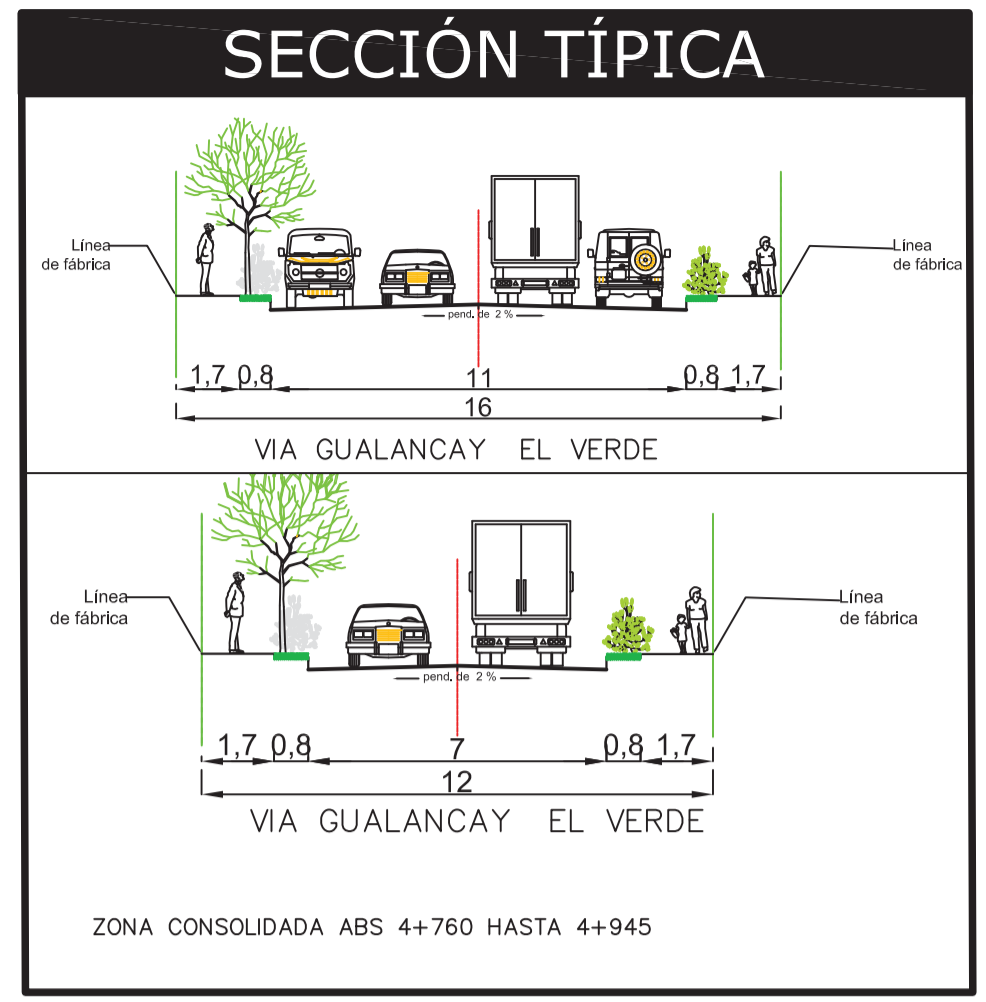 SECCIÓN TÍPICA
Línea
de fábrica
Línea
de fábrica
pend. de 2 %
1,7 0,8 11 0,8 1,7
16
VIA GUALANCAY EL VERDE
Línea
de fábrica
Línea
de fábrica
pend. de 2 %
1,7 0,8 7 0,8 1,7
12
VIA GUALANCAY EL VERDE
ZONA CONSOLIDADA ABS 4+760 HASTA 4+945